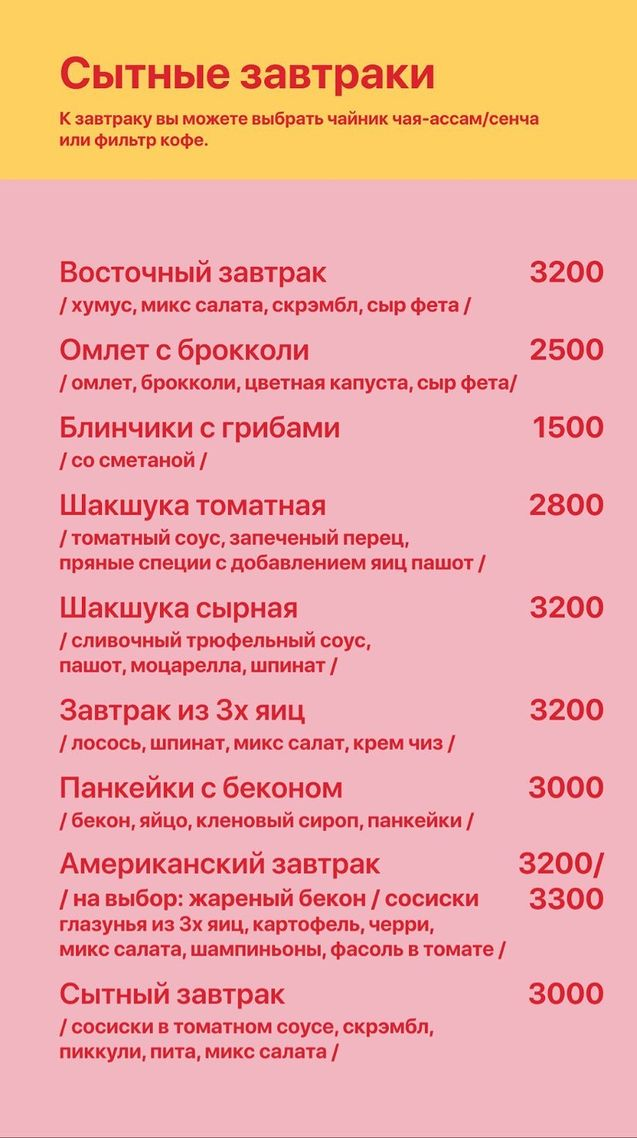 Сытные завтраки
К завтраку вы можете выбрать чайник чая-ассам/сенча
или фильтр кофе.
Восточный завтрак 3200
/ хумус, микс салата, скрэмбл, сыр фета /
Омлет с брокколи 2500
/ омлет, брокколи, цветная капуста, сыр фета/
Блинчики с грибами 1500
/ со сметаной /
Шакшука томатная 2800
/ томатный соус, запеченый перец,
пряные специи с добавлением яиц пашот /
Шакшука сырная 3200
/ сливочный трюфельный соус,
пашот, моцарелла, шпинат /
Завтрак из 3х яиц 3200
/ лосось, шпинат, микс салат, крем чиз /
Панкейки с беконом 3000
/ бекон, яйцо, кленовый сироп, панкейки /
Американский завтрак 3200/
/ на выбор: жареный бекон / сосиски 3300
глазунья из 3х яиц, картофель, черри,
микс салата, шампиньоны, фасоль в томате /
Сытный завтрак 3000
/ сосиски в томатном соусе, скрэмбл,
пиккули, пита, микс салата /